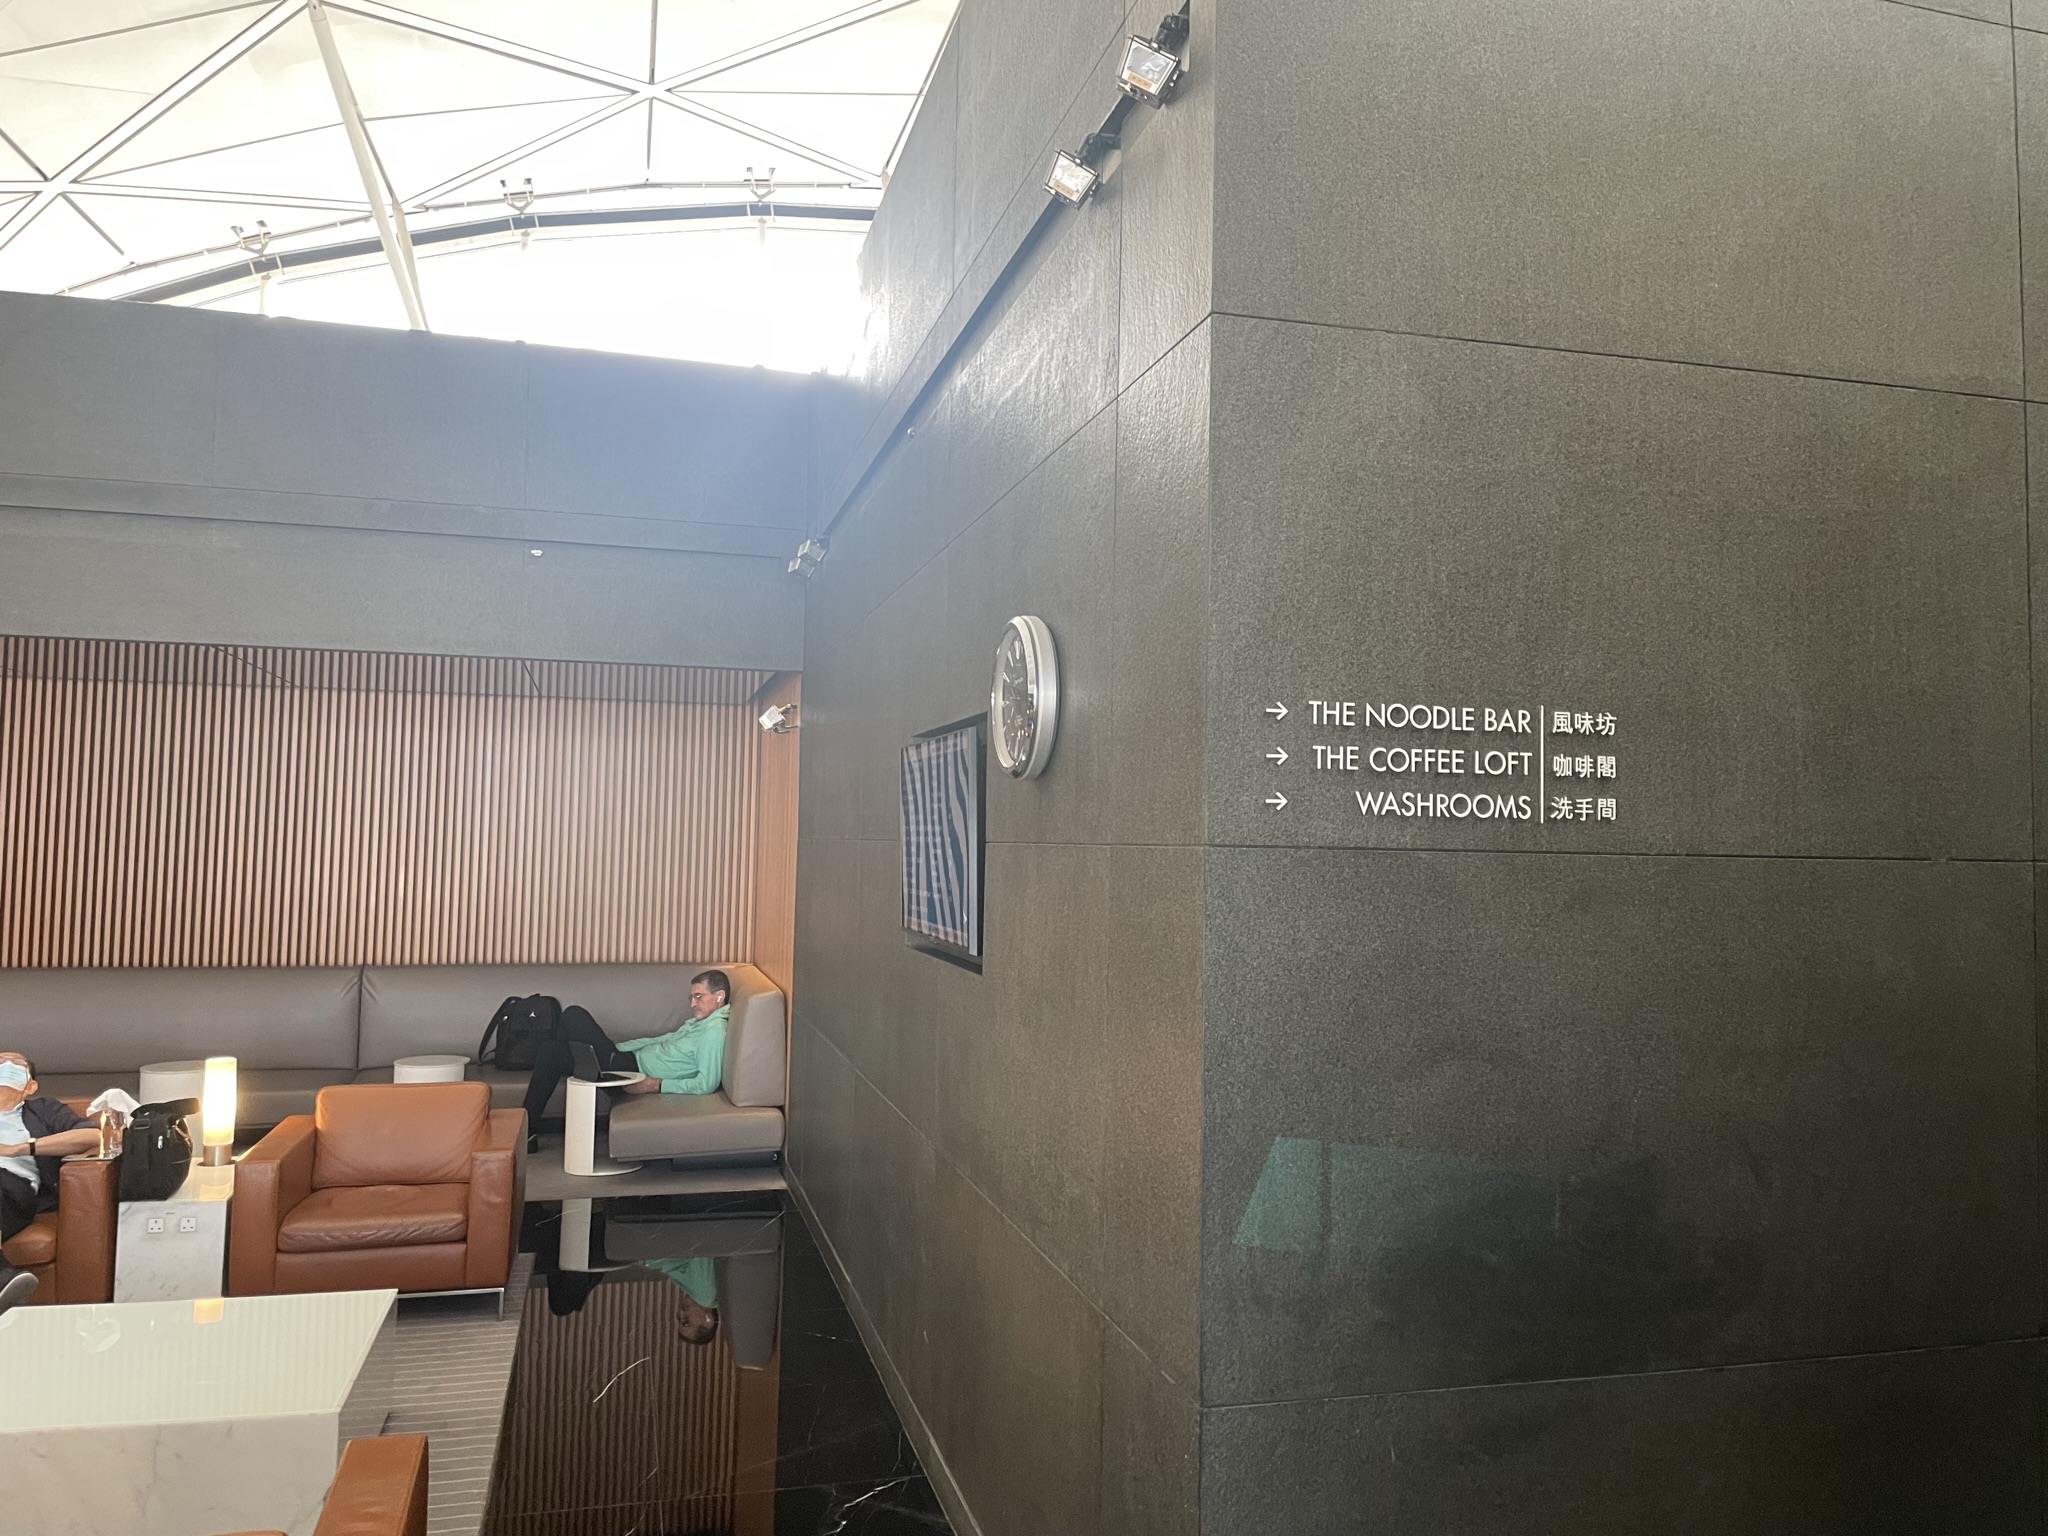 → THE NOODLE BAR | 風味坊
→ THE COFFEE LOFT | 咖啡閣
→ WASHROOMS | 洗手間